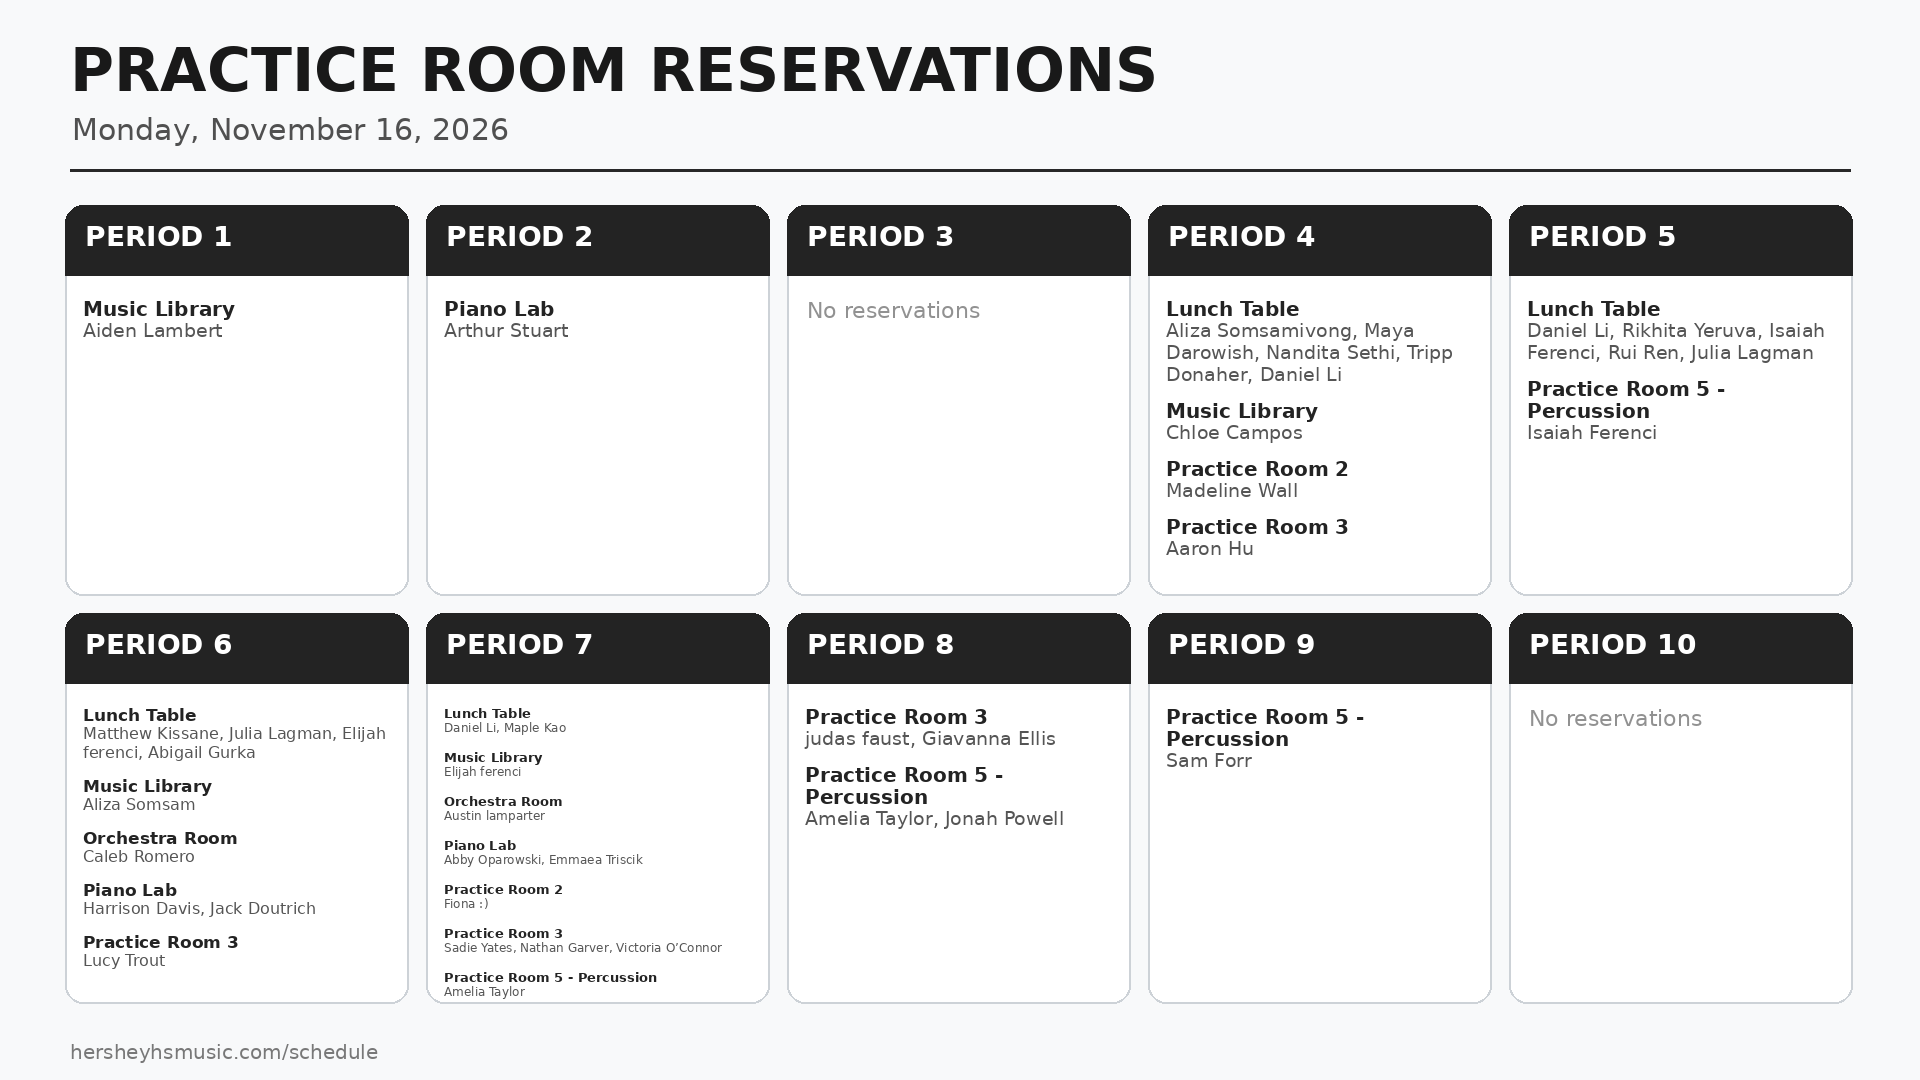 PRACTICE ROOM RESERVATIONS
Monday, November 16, 2026
PERIOD 1
Music Library
Aiden Lambert
PERIOD 2
Piano Lab
Arthur Stuart
PERIOD 3
No reservations
PERIOD 4
Lunch Table
Aliza Somsamivong, Maya
Darowish, Nandita Sethi, Tripp
Donaher, Daniel Li
Music Library
Chloe Campos
Practice Room 2
Madeline Wall
Practice Room 3
Aaron Hu
PERIOD 5
Lunch Table
Daniel Li, Rikhita Yeruva, Isaiah
Ferenci, Rui Ren, Julia Lagman
Practice Room 5 -
Percussion
Isaiah Ferenci
PERIOD 6
Lunch Table
Matthew Kissane, Julia Lagman, Elijah
ferenci, Abigail Gurka
Music Library
Aliza Somsam
Orchestra Room
Caleb Romero
Piano Lab
Harrison Davis, Jack Doutrich
Practice Room 3
Lucy Trout
PERIOD 7
Lunch Table
Daniel Li, Maple Kao
Music Library
Elijah ferenci
Orchestra Room
Austin lamparter
Piano Lab
Abby Oparowski, Emmaea Triscik
Practice Room 2
Fiona :)
Practice Room 3
Sadie Yates, Nathan Garver, Victoria O’Connor
Practice Room 5 - Percussion
Amelia Taylor
PERIOD 8
Practice Room 3
judas faust, Giavanna Ellis
Practice Room 5 -
Percussion
Amelia Taylor, Jonah Powell
PERIOD 9
Practice Room 5 -
Percussion
Sam Forr
PERIOD 10
No reservations
hersheyhsmusic.com/schedule